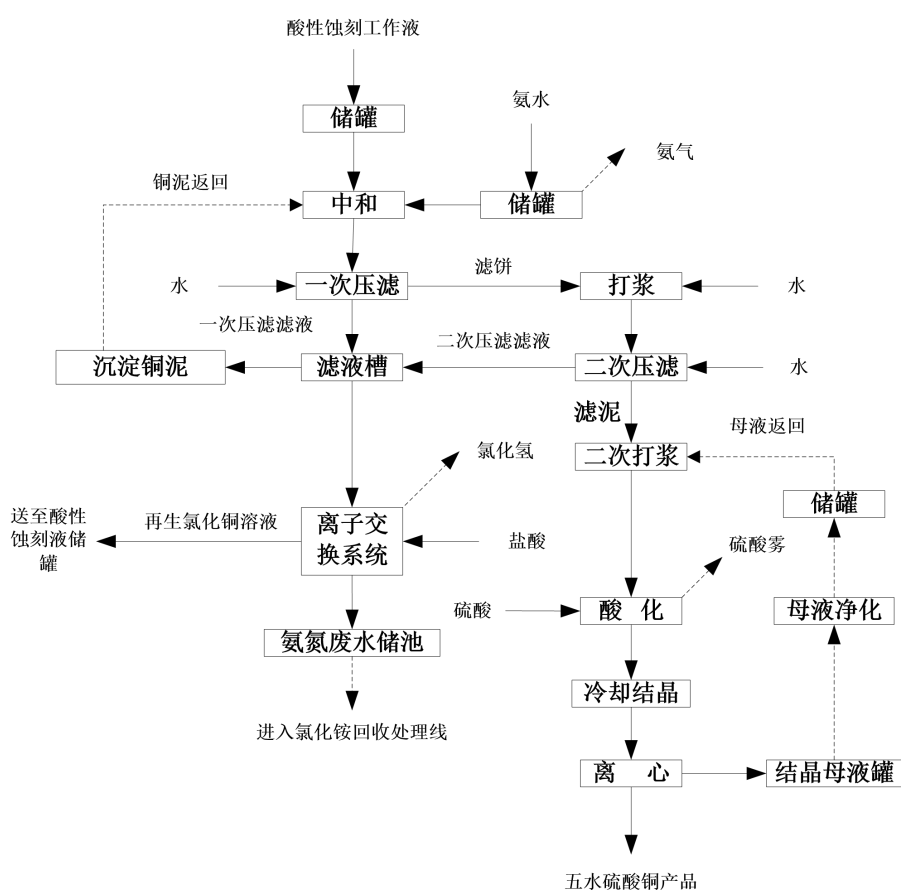 酸性蚀刻工作液
储罐
氨水
氨气
铜泥返回
中和
储罐
滤饼
水
一次压滤
打浆
水
一次压滤滤液
二次压滤滤液
沉淀铜泥
滤液槽
二次压滤
水
滤泥
母液返回
二次打浆
氯化氢
储罐
送至酸性
蚀刻液储
罐
再生氯化铜溶液
离子交
换系统
盐酸
硫酸雾
硫酸
酸 化
母液净化
氨氮废水储池
冷却结晶
进入氯化铵回收处理线
离 心
结晶母液罐
五水硫酸铜产品